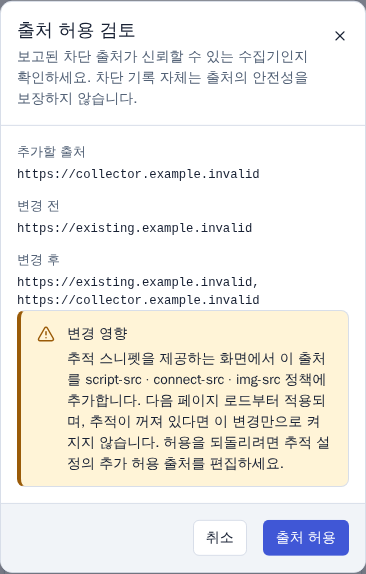 출처 허용 검토
보고된 차단 출처가 신뢰할 수 있는 수집기인지
확인하세요. 차단 기록 자체는 출처의 안전성을
보장하지 않습니다.
추가할 출처
https://collector.example.invalid
변경 전
https://existing.example.invalid
변경 후
https://existing.example.invalid,
https://collector.example.invalid
변경 영향
추적 스니펫을 제공하는 화면에서 이 출처
를 script-src · connect-src · img-src 정책에
추가합니다. 다음 페이지 로드부터 적용되
며, 추적이 꺼져 있다면 이 변경만으로 켜
지지 않습니다. 허용을 되돌리려면 추적 설
정의 추가 허용 출처를 편집하세요.
취소
출처 허용